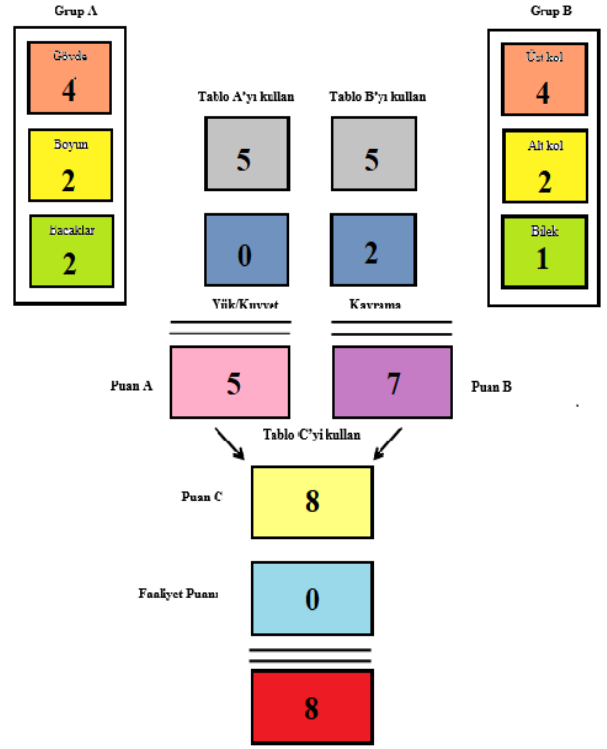 Grup A
Grup B
Gövde
4
Boyun
2
Bacaklar
2
Tablo A'yı kullan
Tablo B'yi kullan
5
5
0
2
Yük/Kuvvet
Kavrama
Üst kol
4
Alt kol
2
Bilek
1
Puan A
5
7
Puan B
Tablo C'yi kullan
Puan C
8
Faaliyet Puanı
0
8